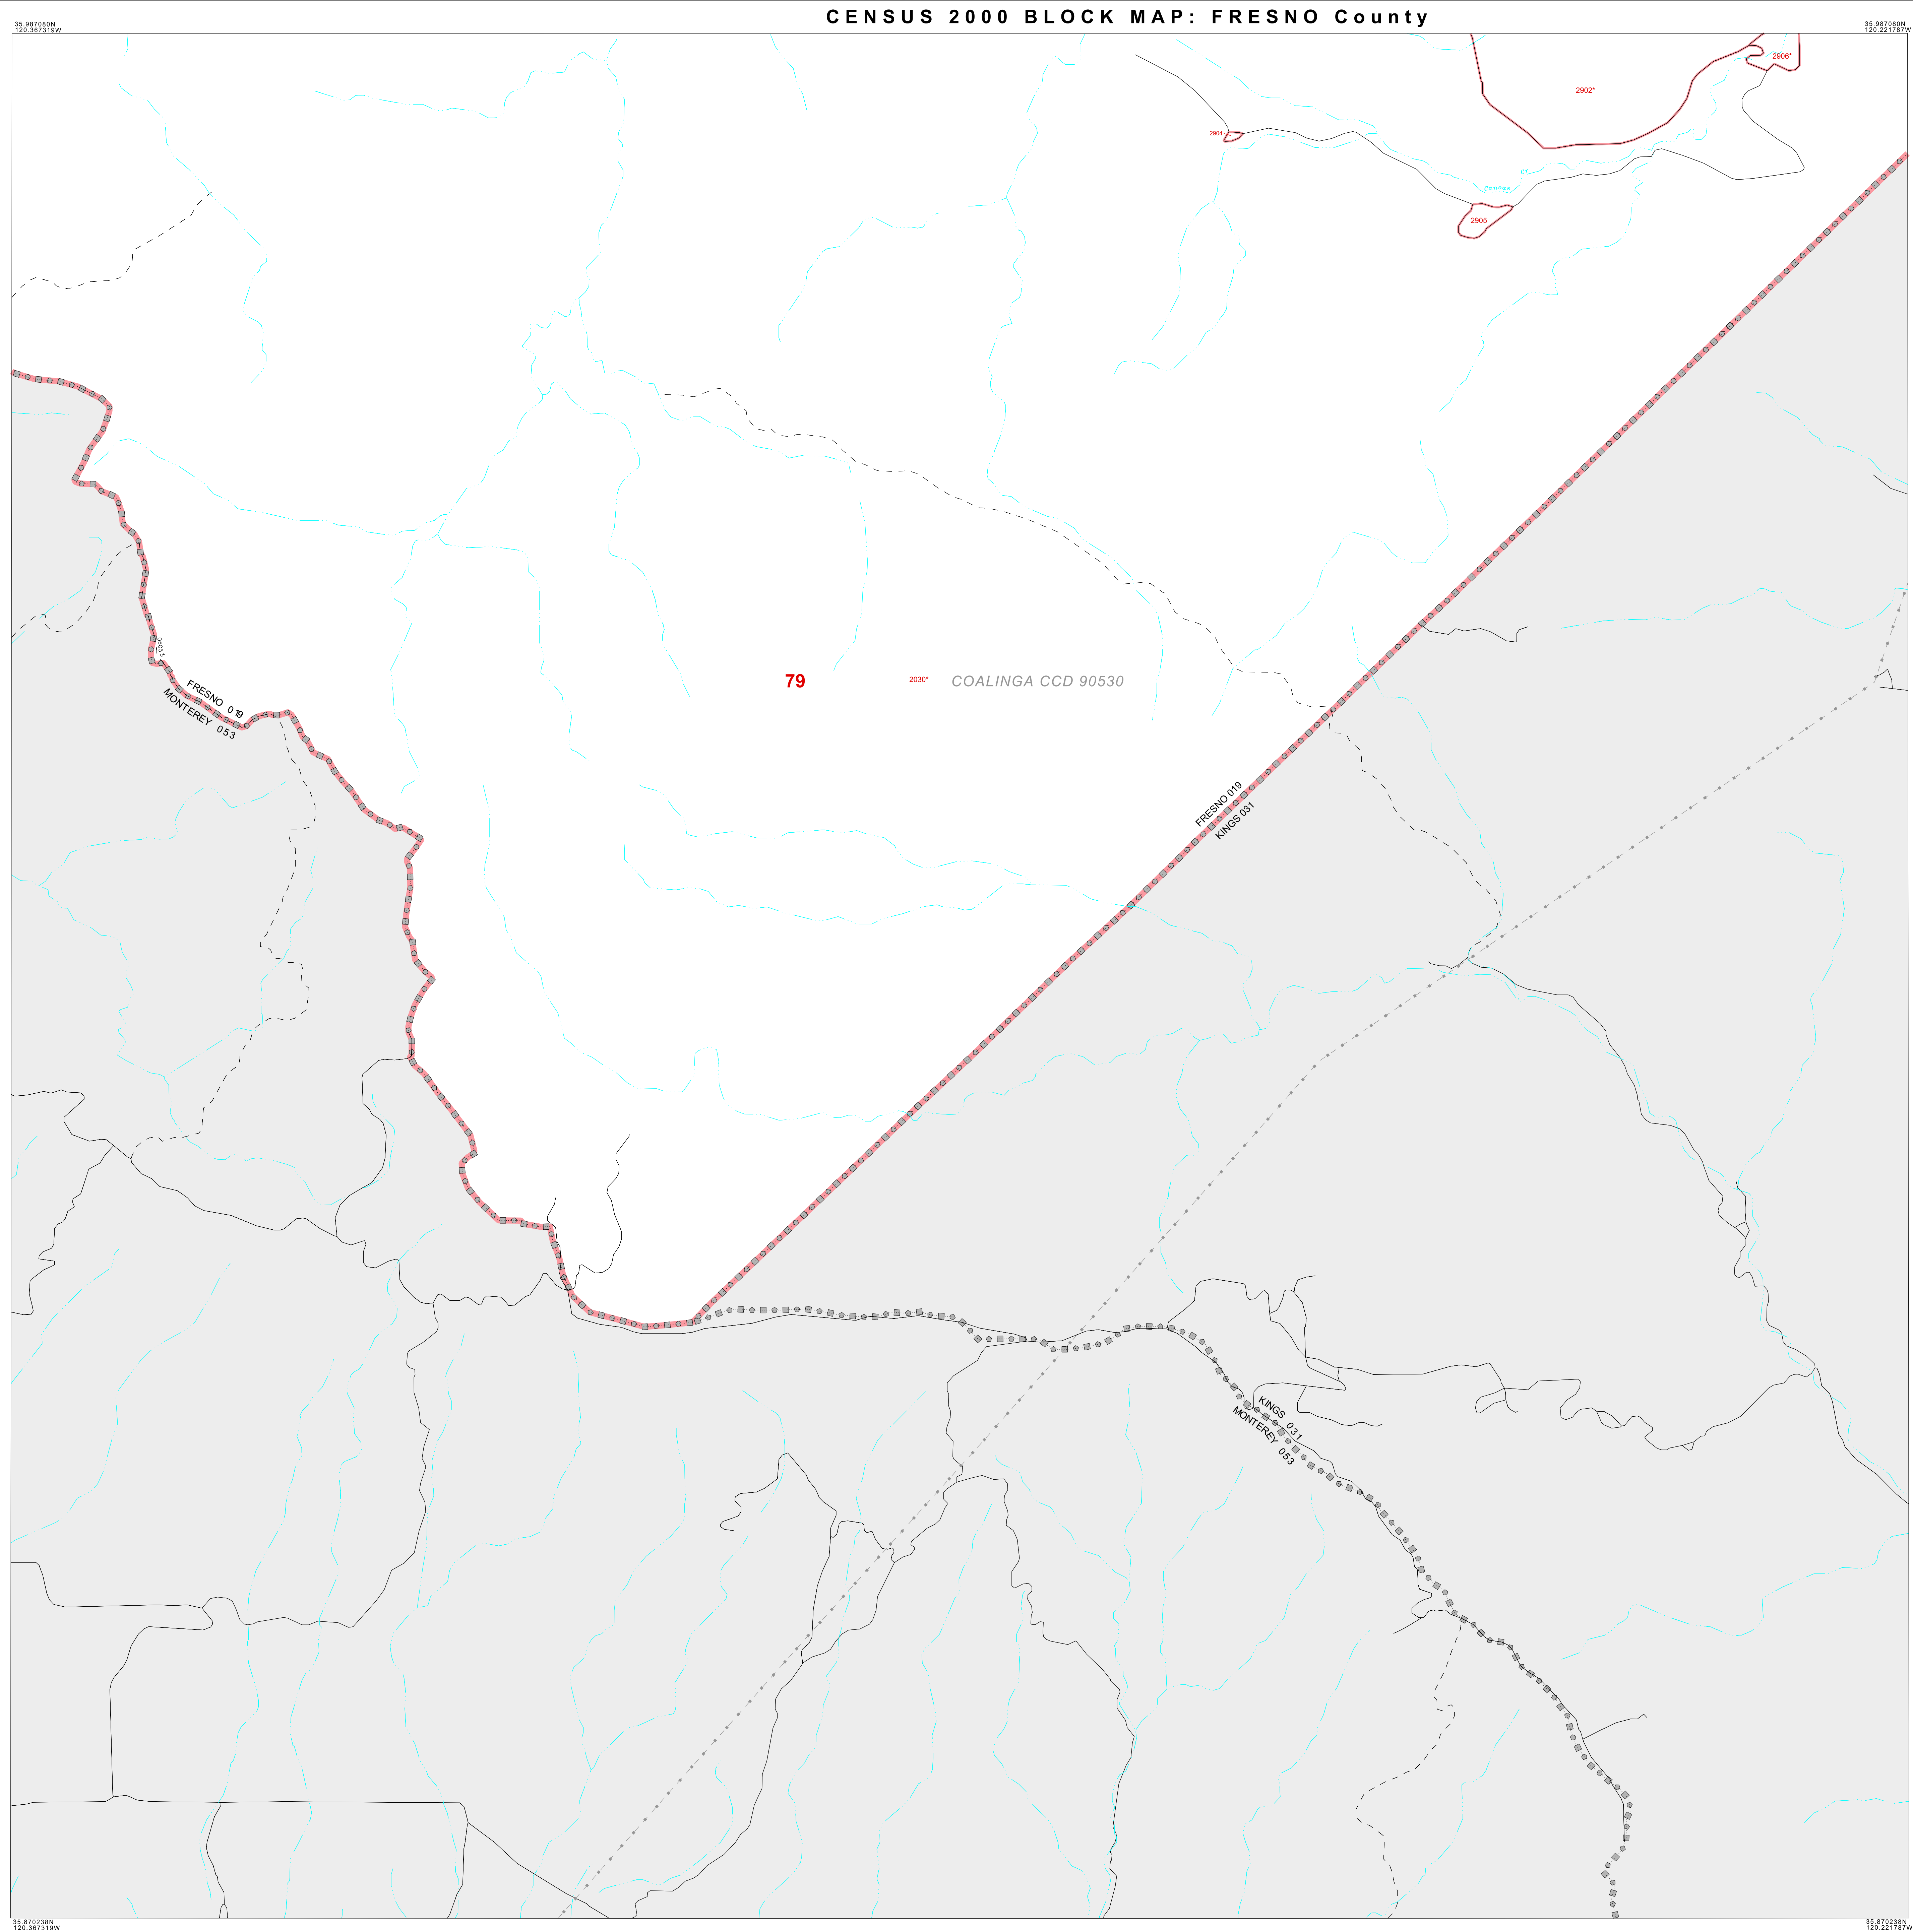 CENSUS 2000 BLOCK MAP: FRESNO County
35.987080N
120.367319W
35.987080N
120.221787W
2906*
2902*
2904
2905
79
2030*
COALINGA CCD 90530
FRESNO 019
MONTEREY 053
FRESNO 019
KINGS 031
KINGS 031
MONTEREY 053
35.870238N
120.367319W
35.870238N
120.221787W